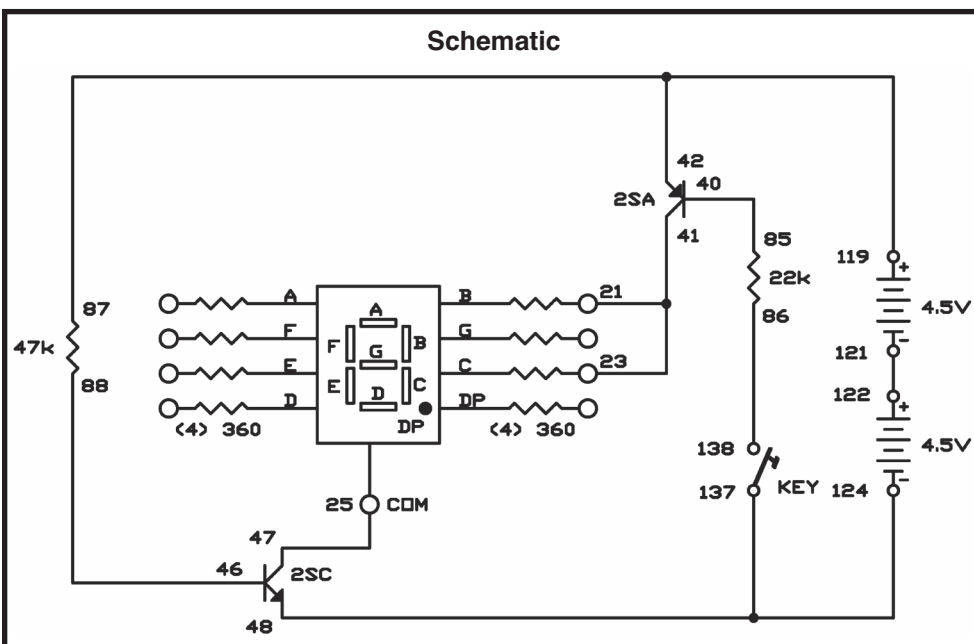 Schematic
42
40
2SA
41
85
22k
86
119
+
4.5V
-
121
122
+
4.5V
-
124
87
47k
88
A
F
E
D
(4) 360
A
F
B
G
E
C
D
DP
B
G
C
DP
(4) 360
21
23
138
137
KEY
25
COM
47
46
2SC
48